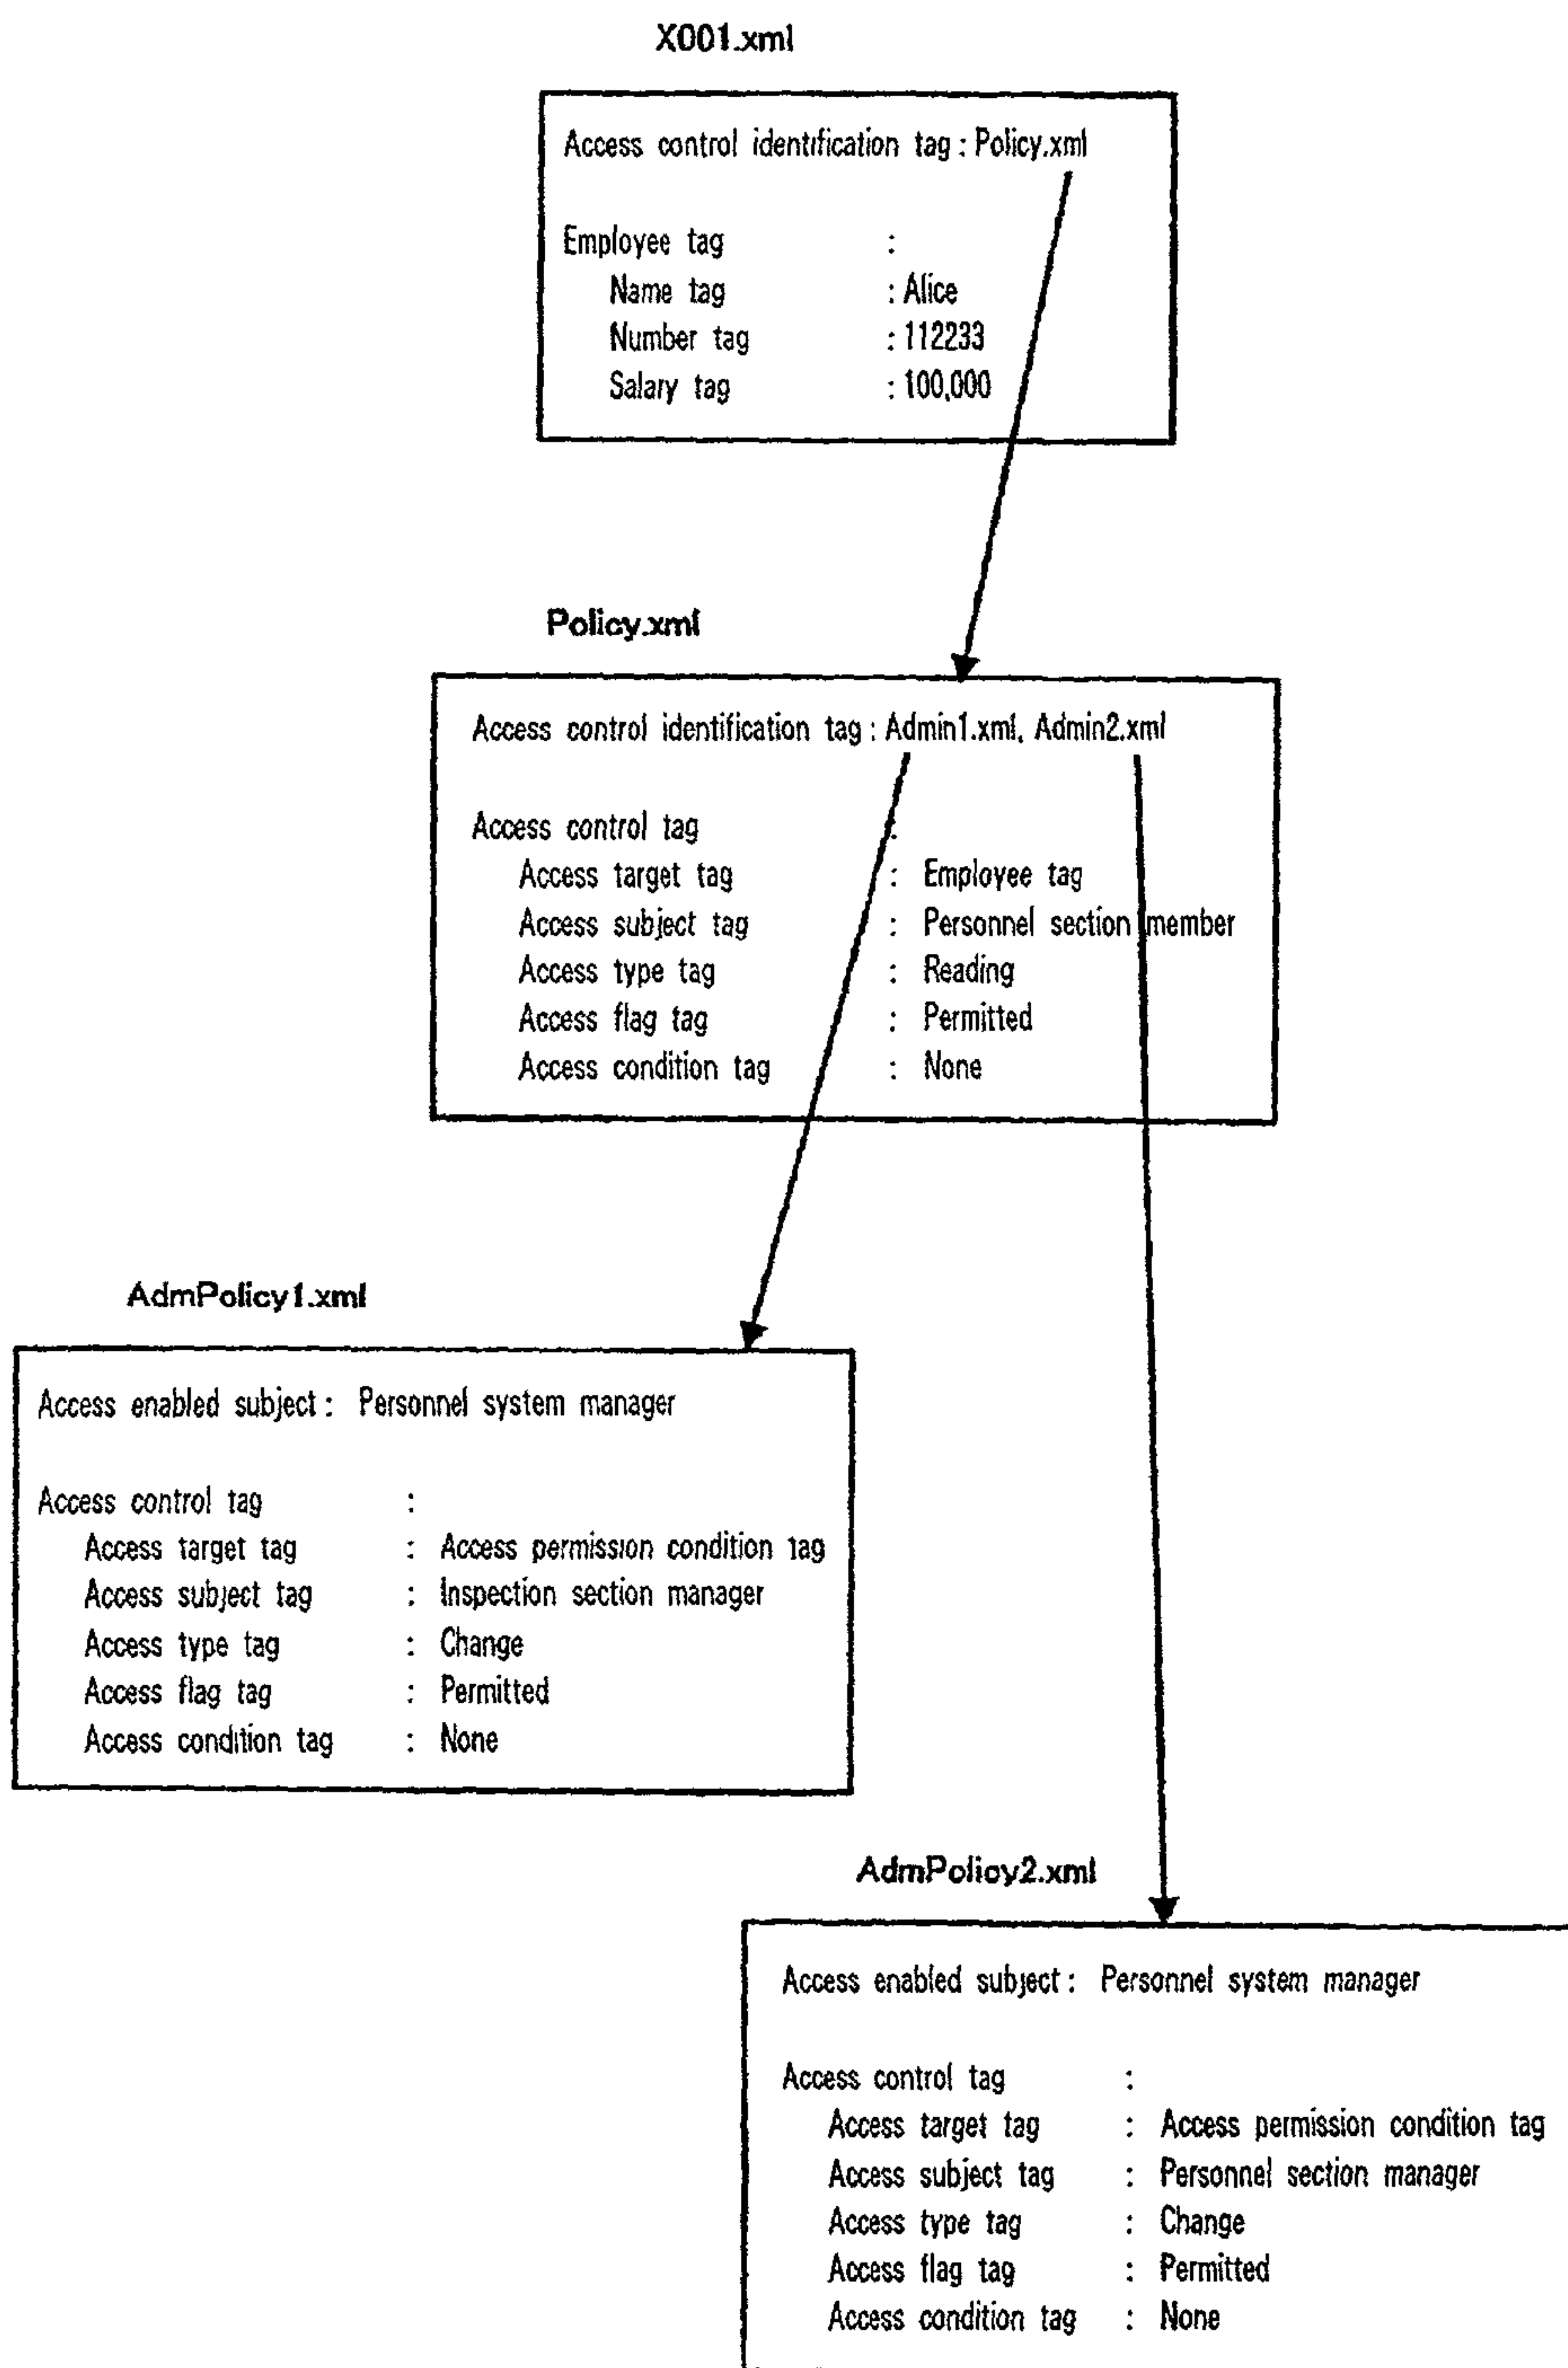 X001.xml
Access control identification tag : Policy.xml
Employee tag :
Name tag : Alice
Number tag : 112233
Salary tag : 100,000
Policy.xml
Access control identification tag : Admin1.xml, Admin2.xml
Access control tag :
Access target tag : Employee tag
Access subject tag : Personnel section member
Access type tag : Reading
Access flag tag : Permitted
Access condition tag : None
AdmPolicy1.xml
Access enabled subject : Personnel system manager
Access control tag :
Access target tag : Access permission condition tag
Access subject tag : Inspection section manager
Access type tag : Change
Access flag tag : Permitted
Access condition tag : None
AdmPolicy2.xml
Access enabled subject : Personnel system manager
Access control tag :
Access target tag : Access permission condition tag
Access subject tag : Personnel section manager
Access type tag : Change
Access flag tag : Permitted
Access condition tag : None